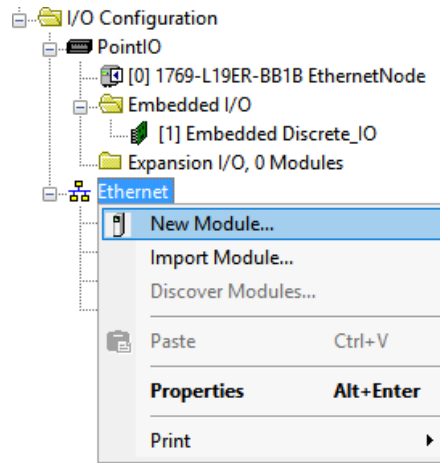 I/O Configuration
PointIO
[0] 1769-L19ER-BB1B EthernetNode
Embedded I/O
[1] Embedded Discrete_IO
Expansion I/O, 0 Modules
Ethernet
New Module...
Import Module...
Discover Modules...
Paste Ctrl+V
Properties Alt+Enter
Print